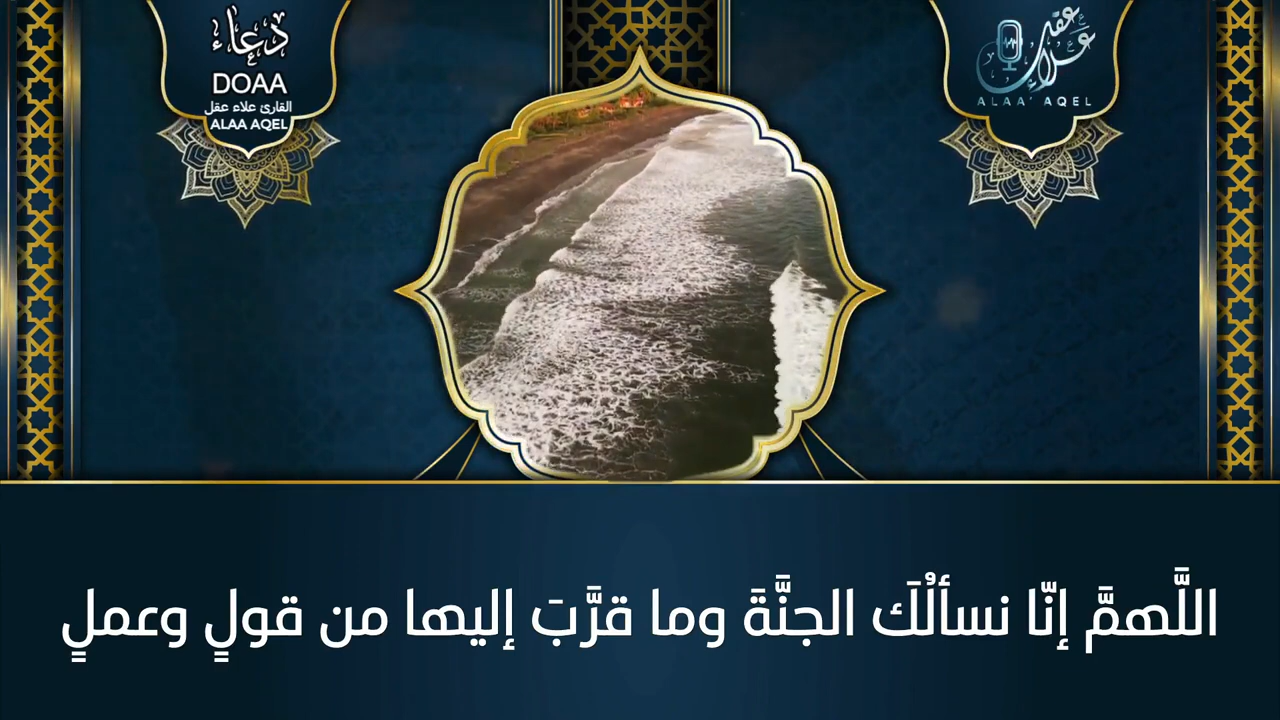 دعاء
DOAA
القارئ علاء عقل
ALAA AQEL
علاء عقل
ALAA' AQEL
اللَّهمَّ إنّا نسألُكَ الجنَّةَ وما قرَّبَ إليها من قولٍ وعملٍ